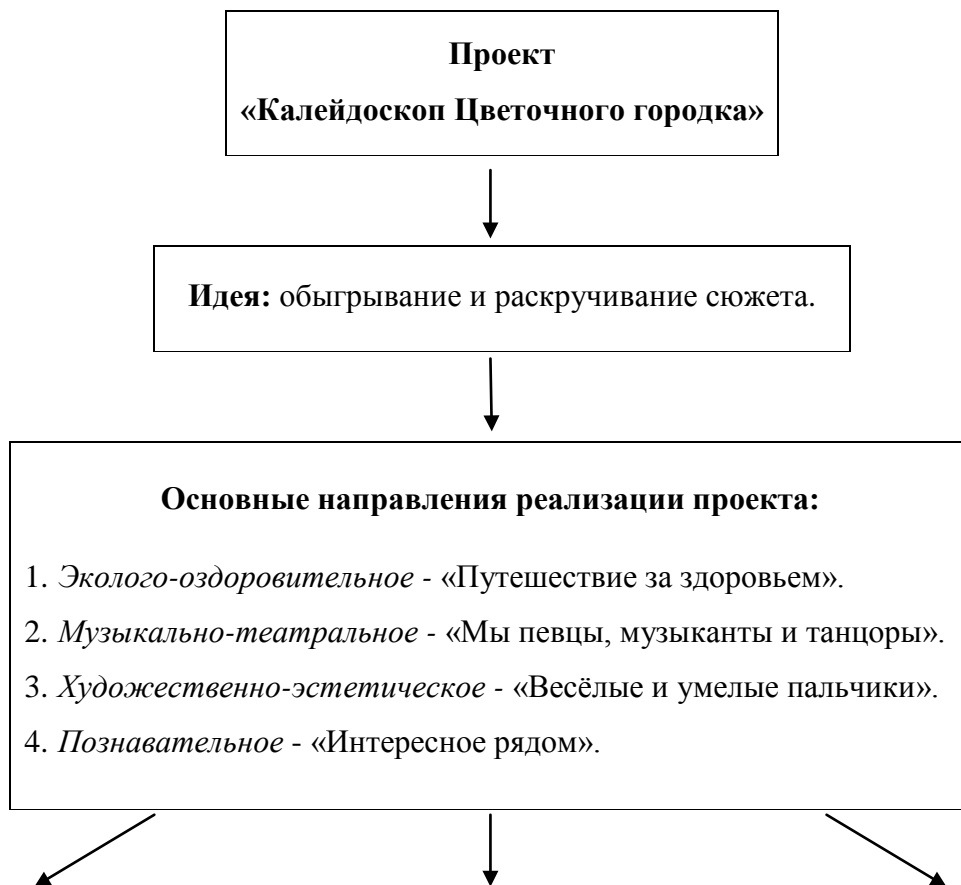 Проект
«Калейдоскоп Цветочного городка»
Идея: обыгрывание и раскручивание сюжета.
Основные направления реализации проекта:
1. Эколого-оздоровительное - «Путешествие за здоровьем».
2. Музыкально-театральное - «Мы певцы, музыканты и танцоры».
3. Художественно-эстетическое - «Весёлые и умелые пальчики».
4. Познавательное - «Интересное рядом».